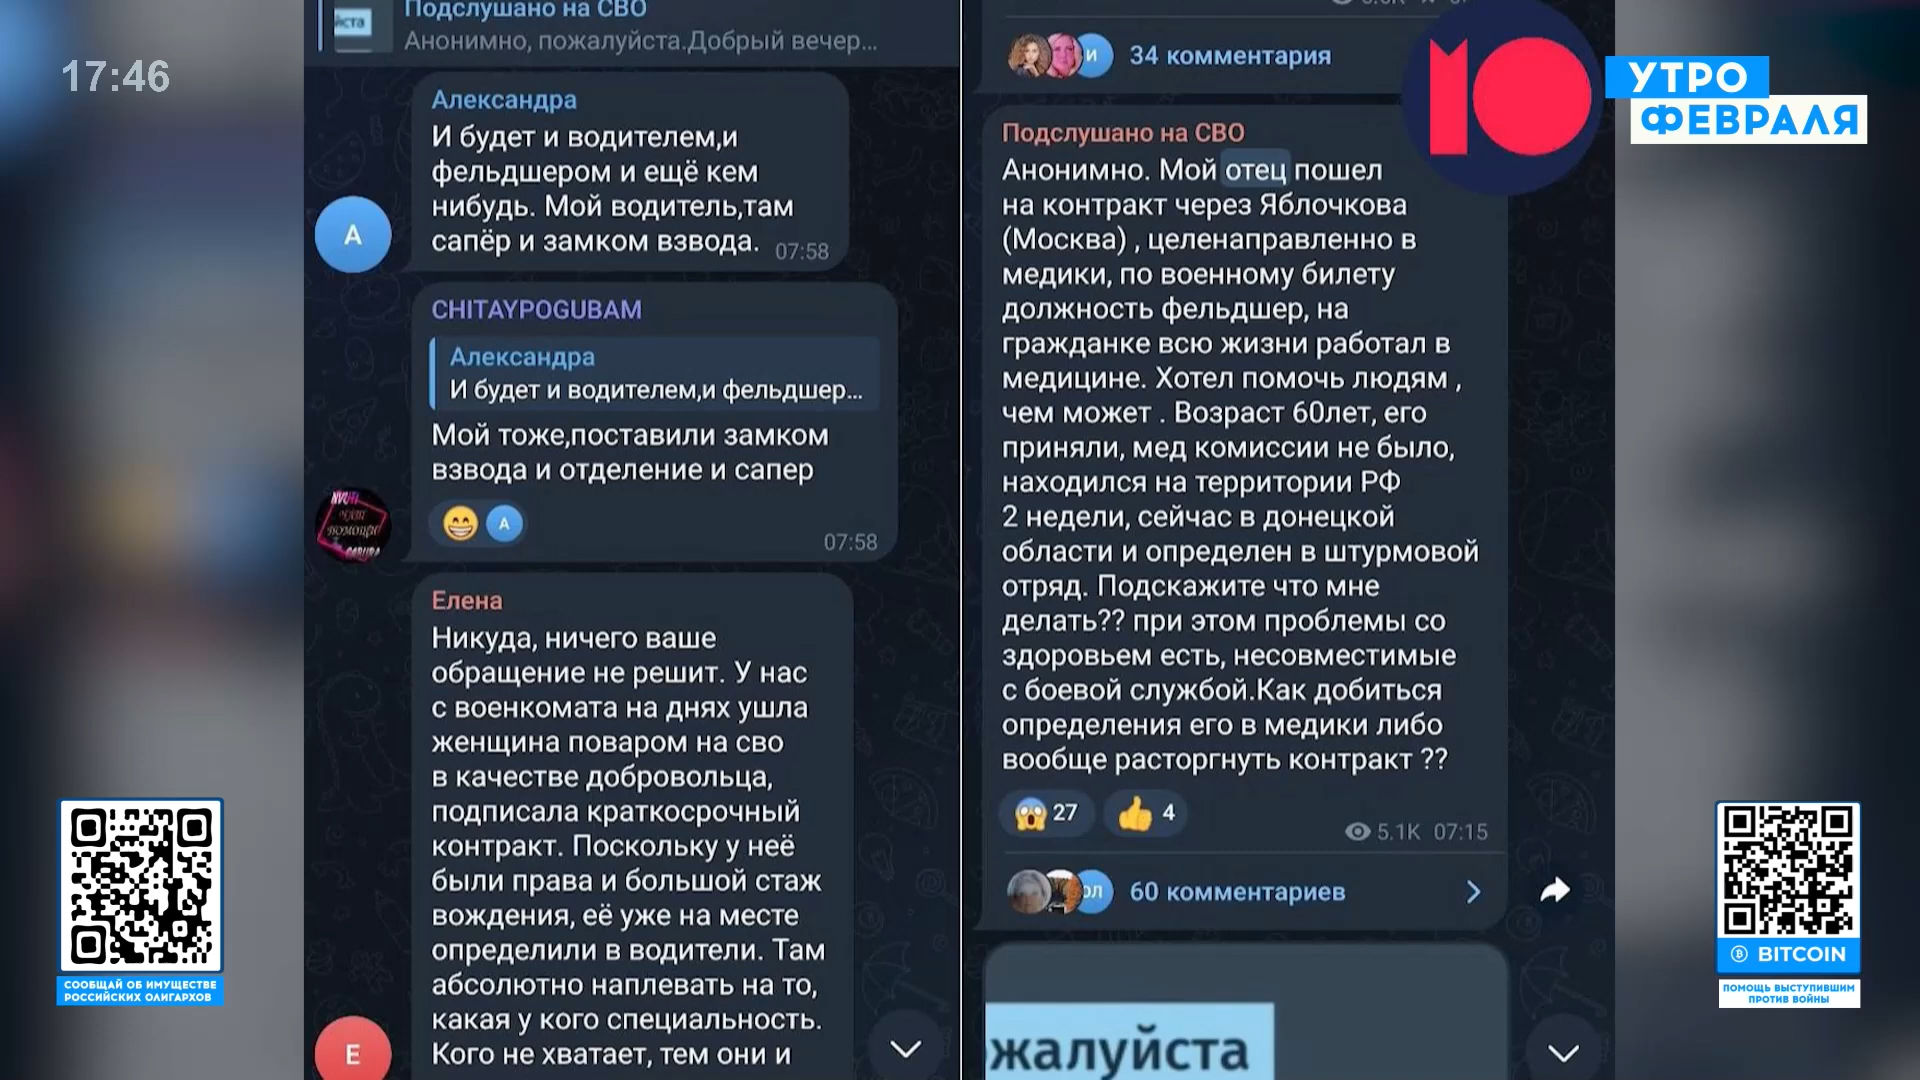 17:46
Подслушано на СВО
Анонимно, пожалуйста.Добрый вечер...
Александра
И будет и водителем,и
фельдшером и ещё кем
нибудь. Мой водитель,там
сапёр и замком взвода.
07:58
А
CHITAYPOGUBAM
Александра
И будет и водителем,и фельдшер...
Мой тоже,поставили замком
взвода и отделение и сапер
А
07:58
Елена
Никуда, ничего ваше
обращение не решит. У нас
с военкомата на днях ушла
женщина поваром на сво
в качестве добровольца,
подписала краткосрочный
контракт. Поскольку у неё
были права и большой стаж
вождения, её уже на месте
определили в водители. Там
абсолютно наплевать на то,
какая у кого специальность.
Кого не хватает, тем они и
Е
И
34 комментария
Подслушано на СВО
Анонимно. Мой отец пошел
на контракт через Яблочкова
(Москва) , целенаправленно в
медики, по военному билету
должность фельдшер, на
гражданке всю жизни работал в
медицине. Хотел помочь людям ,
чем может . Возраст 60лет, его
приняли, мед комиссии не было,
находился на территории РФ
2 недели, сейчас в донецкой
области и определен в штурмовой
отряд. Подскажите что мне
делать?? при этом проблемы со
здоровьем есть, несовместимые
с боевой службой.Как добиться
определения его в медики либо
вообще расторгнуть контракт ??
27
4
5.1K 07:15
ОЛ
60 комментариев
жалуйста
УТРО
ФЕВРАЛЯ
СООБЩАЙ ОБ ИМУЩЕСТВЕ
РОССИЙСКИХ ОЛИГАРХОВ
BITCOIN
ПОМОЩЬ ВЫСТУПИВШИМ
ПРОТИВ ВОЙНЫ